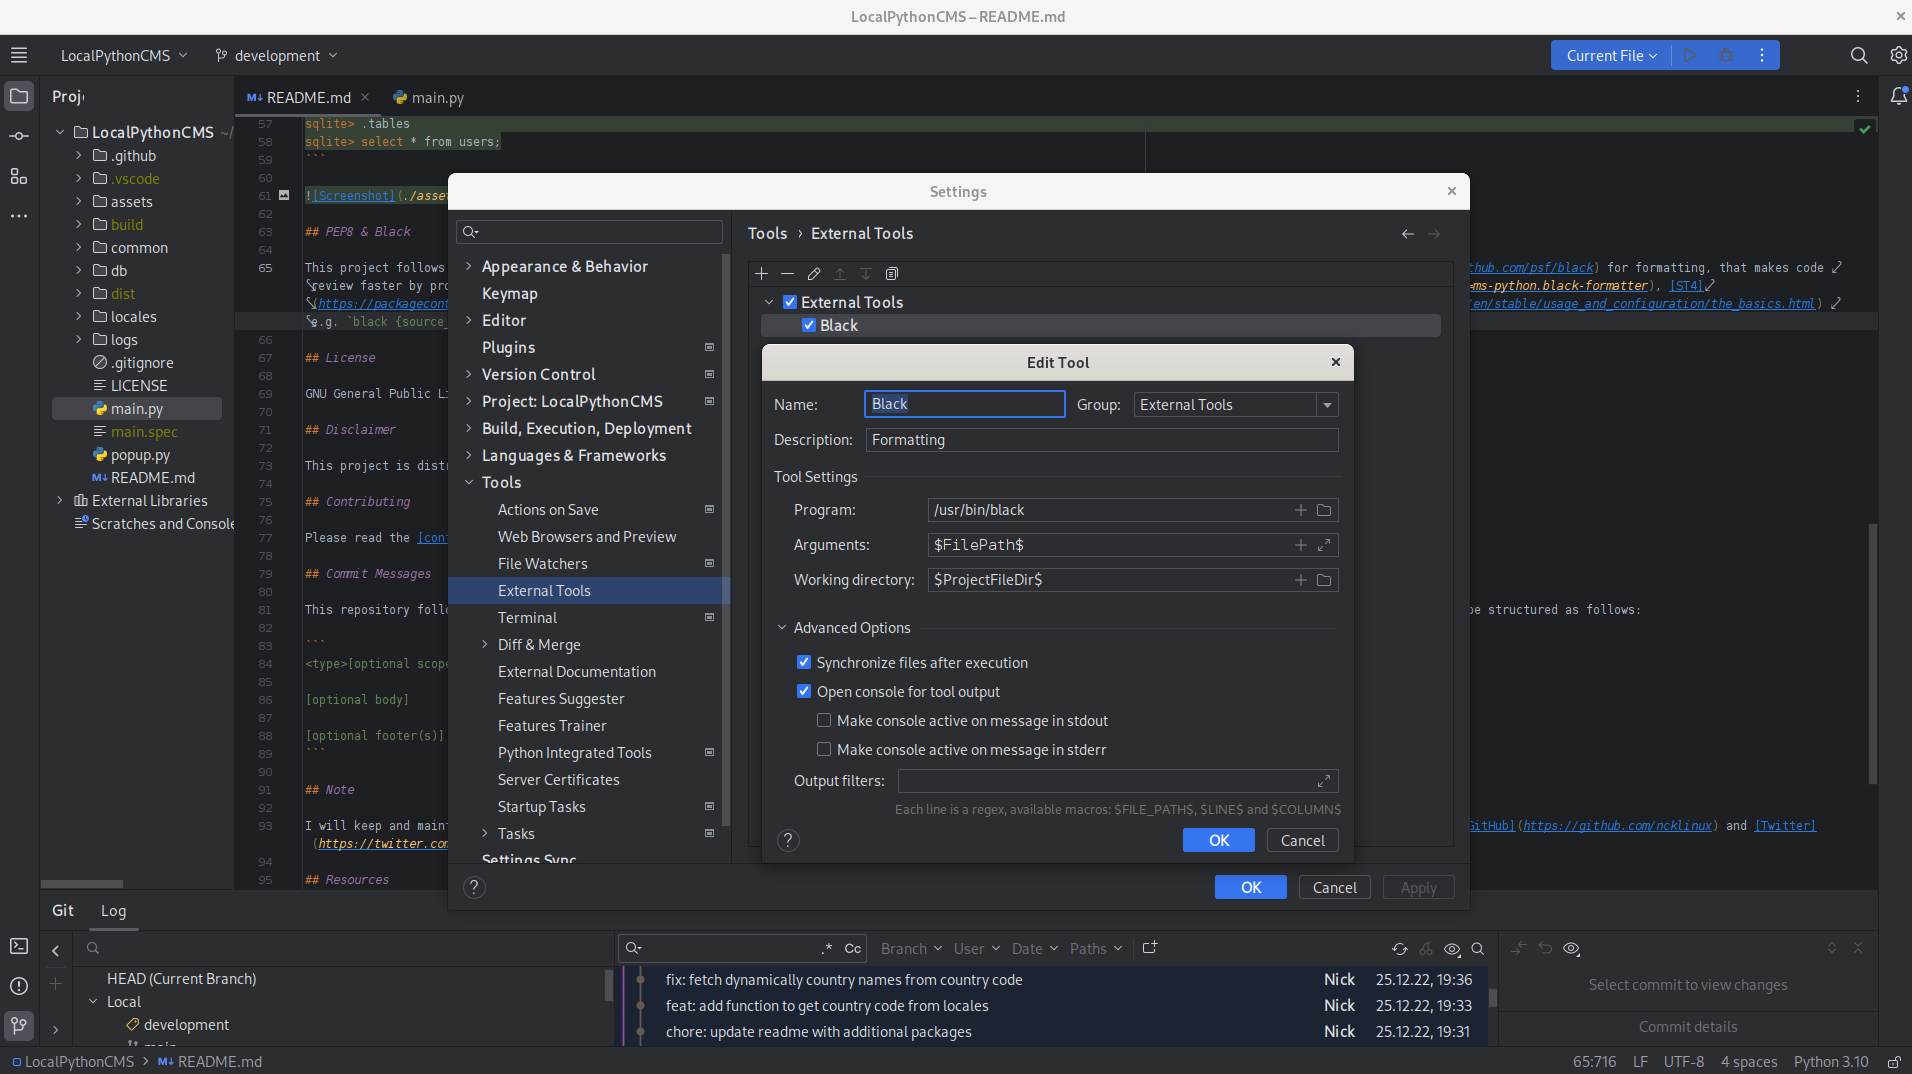 LocalPythonCMS – README.md
LocalPythonCMS
development
Current File
Proj
README.md
main.py
LocalPythonCMS ~/
.github
.vscode
assets
build
common
db
dist
locales
logs
.gitignore
LICENSE
main.py
main.spec
popup.py
README.md
External Libraries
Scratches and Console
57 sqlite> .tables
58 sqlite> select * from users;
59 ```
60
61 ![Screenshot](./asset
62
63 ## PEP8 & Black
64
65 This project follows
review faster by pro
(https://packagecont
e.g. `black {source_
66
67 ## License
68
69 GNU General Public Li
70
71 ## Disclaimer
72
73 This project is distr
74
75 ## Contributing
76
77 Please read the [cont
78
79 ## Commit Messages
80
81 This repository follo
82
83 ```
84 <type>[optional scope
85
86 [optional body]
87
88 [optional footer(s)]
89 ```
90
91 ## Note
92
93 I will keep and maint
(https://twitter.com
94
95 ## Resources
thub.com/psf/black) for formatting, that makes code
=ms-python.black-formatter), [ST4]
/en/stable/usage_and_configuration/the_basics.html)
be structured as follows:
GitHub](https://github.com/ncklinux) and [Twitter]
Settings
Appearance & Behavior
Keymap
Editor
Plugins
Version Control
Project: LocalPythonCMS
Build, Execution, Deployment
Languages & Frameworks
Tools
Actions on Save
Web Browsers and Preview
File Watchers
External Tools
Terminal
Diff & Merge
External Documentation
Features Suggester
Features Trainer
Python Integrated Tools
Server Certificates
Startup Tasks
Tasks
Settings Sync
Tools › External Tools
External Tools
Black
Edit Tool
Name: Black Group: External Tools
Description: Formatting
Tool Settings
Program: /usr/bin/black
Arguments: $FilePath$
Working directory: $ProjectFileDir$
Advanced Options
Synchronize files after execution
Open console for tool output
Make console active on message in stdout
Make console active on message in stderr
Output filters:
Each line is a regex, available macros: $FILE_PATH$, $LINE$ and $COLUMN$
? OK Cancel
? OK Cancel Apply
Git Log
HEAD (Current Branch)
Local
development
main
.* Cc Branch User Date Paths
fix: fetch dynamically country names from country code Nick 25.12.22, 19:36
feat: add function to get country code from locales Nick 25.12.22, 19:33
chore: update readme with additional packages Nick 25.12.22, 19:31
Select commit to view changes
Commit details
LocalPythonCMS > README.md
65:716 LF UTF-8 4 spaces Python 3.10